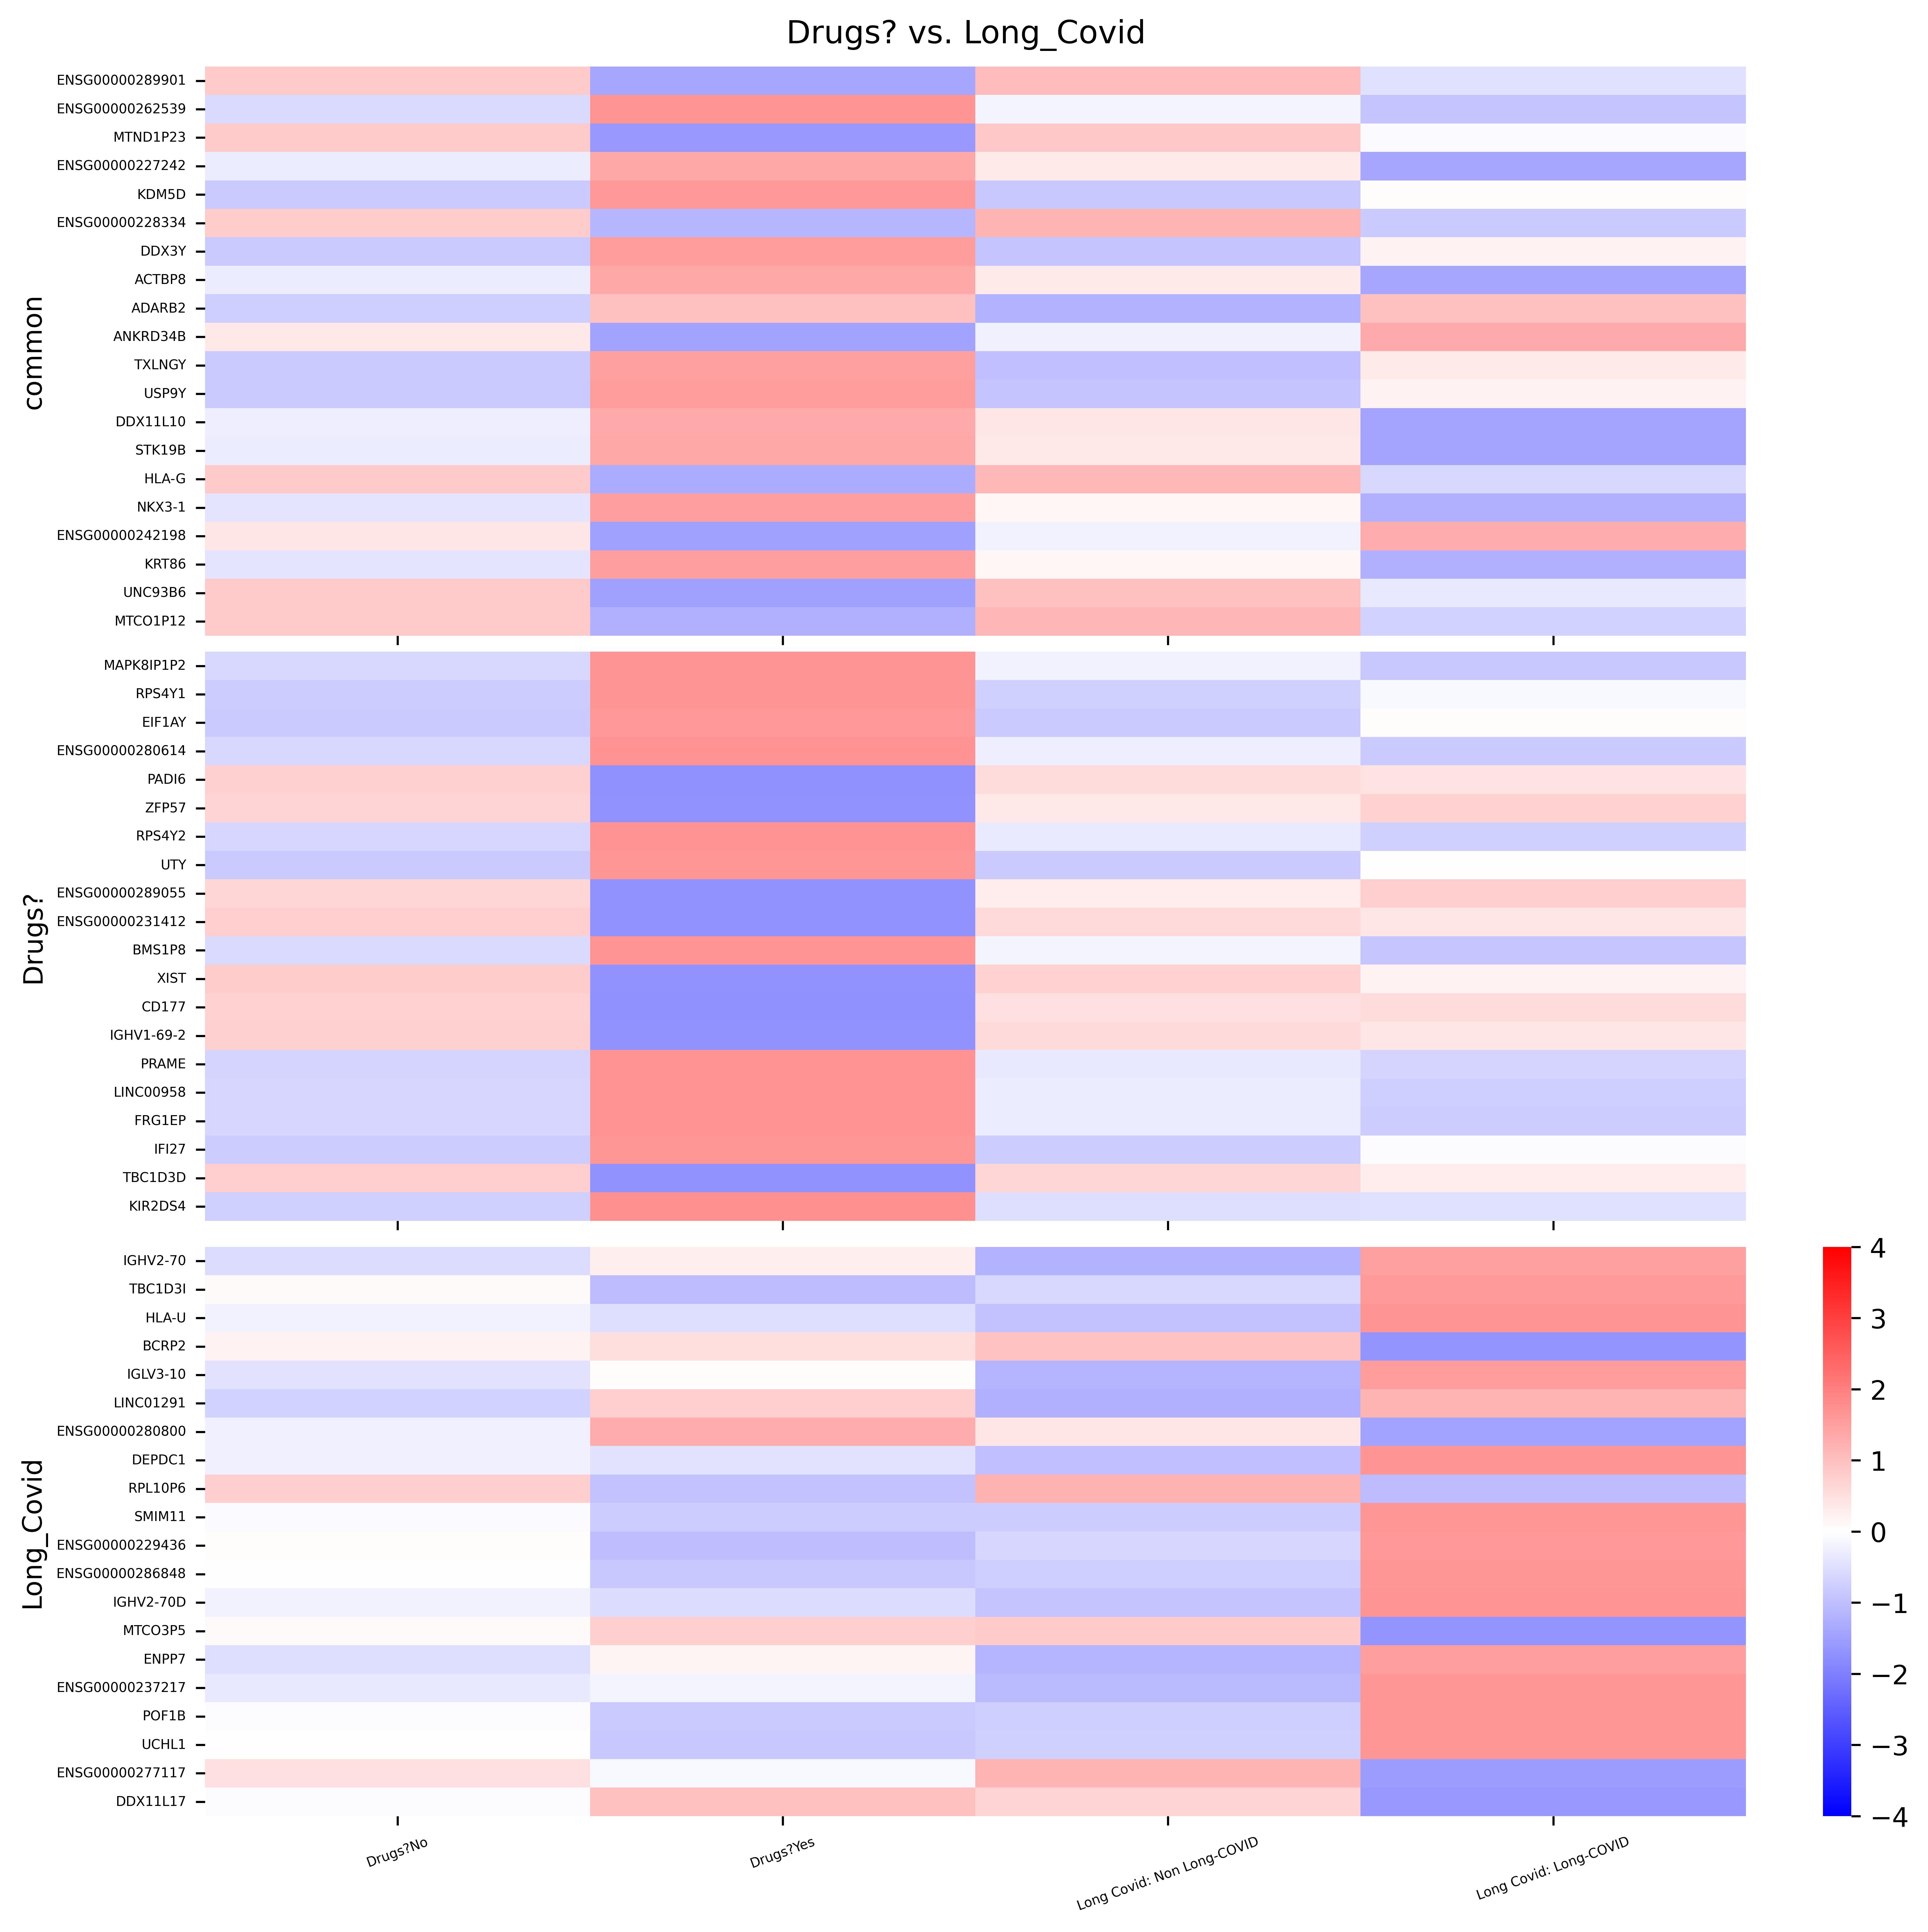 Drugs? vs. Long_Covid
common
ENSG00000289901
ENSG00000262539
MTND1P23
ENSG00000227242
KDM5D
ENSG00000228334
DDX3Y
ACTBP8
ADARB2
ANKRD34B
TXLNGY
USP9Y
DDX11L10
STK19B
HLA-G
NKX3-1
ENSG00000242198
KRT86
UNC93B6
MTCO1P12
Drugs?
MAPK8IP1P2
RPS4Y1
EIF1AY
ENSG00000280614
PADI6
ZFP57
RPS4Y2
UTY
ENSG00000289055
ENSG00000231412
BMS1P8
XIST
CD177
IGHV1-69-2
PRAME
LINC00958
FRG1EP
IFI27
TBC1D3D
KIR2DS4
Long_Covid
IGHV2-70
TBC1D3I
HLA-U
BCRP2
IGLV3-10
LINC01291
ENSG00000280800
DEPDC1
RPL10P6
SMIM11
ENSG00000229436
ENSG00000286848
IGHV2-70D
MTCO3P5
ENPP7
ENSG00000237217
POF1B
UCHL1
ENSG00000277117
DDX11L17
4
3
2
1
0
−1
−2
−3
−4
Drugs?No
Drugs?Yes
Long Covid: Non Long-COVID
Long Covid: Long-COVID